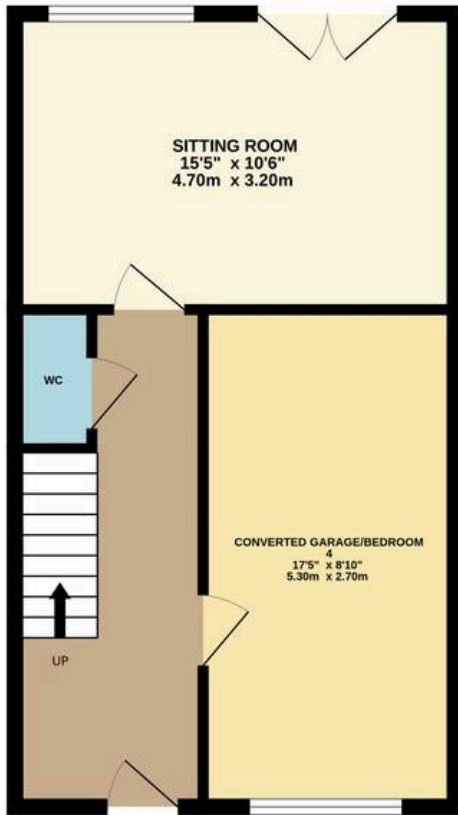 SITTING ROOM
15'5" x 10'6"
4.70m x 3.20m
WC
CONVERTED GARAGE/BEDROOM
4
17'5" x 8'10"
5.30m x 2.70m
UP